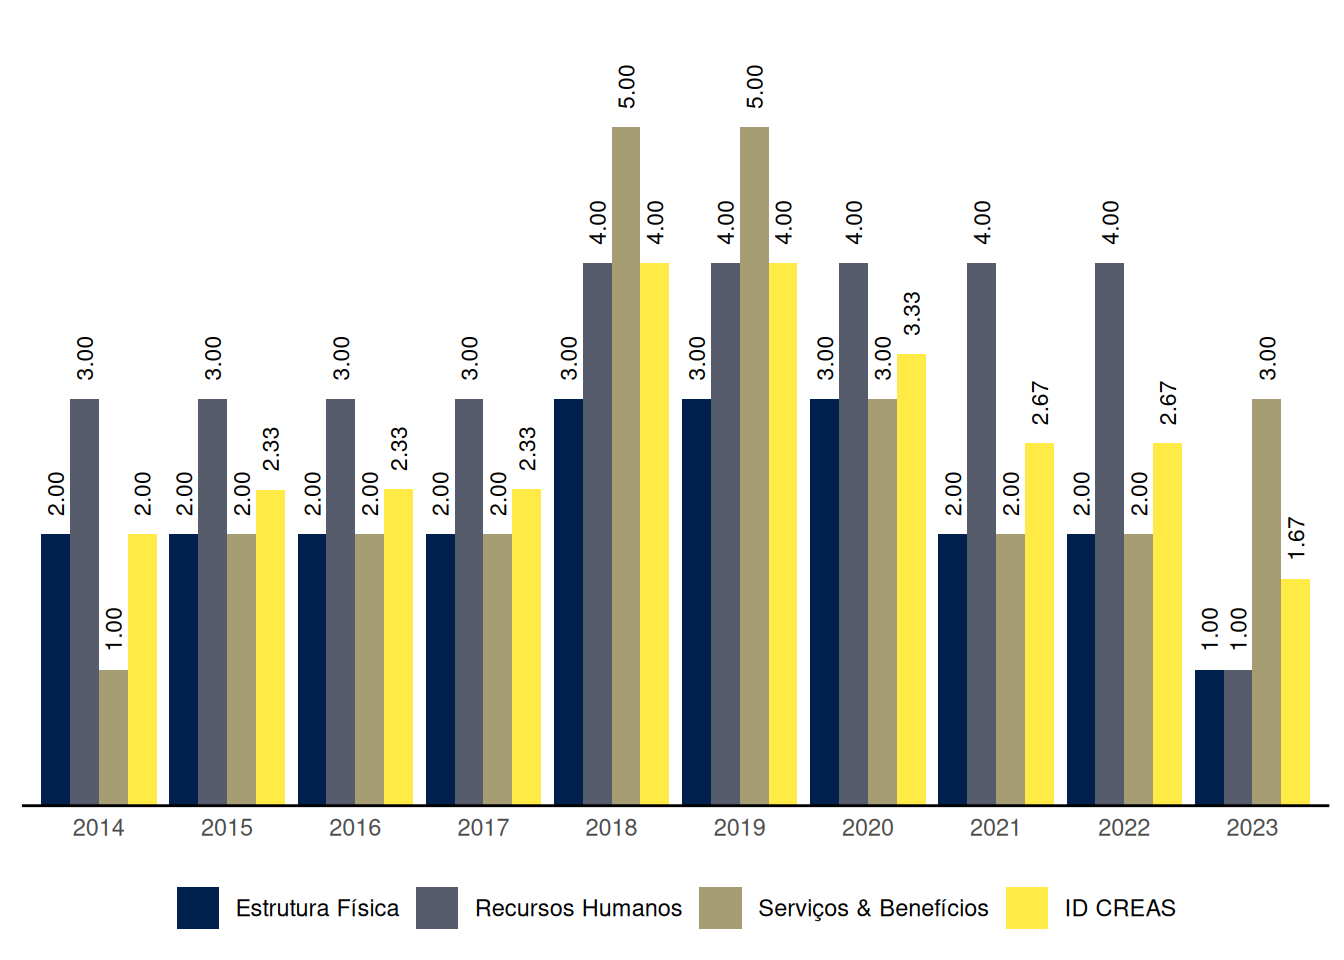 5.00 5.00
4.00 4.00 4.00 4.00 4.00 4.00 4.00
3.33
3.00 3.00 3.00 3.00 3.00 3.00 3.00 3.00 3.00
2.67 2.67
2.33 2.33 2.33
2.00 2.00 2.00 2.00 2.00 2.00 2.00 2.00 2.00 2.00 2.00 2.00
1.67
1.00 1.00 1.00
2014 2015 2016 2017 2018 2019 2020 2021 2022 2023
Estrutura Física Recursos Humanos Serviços & Benefícios ID CREAS